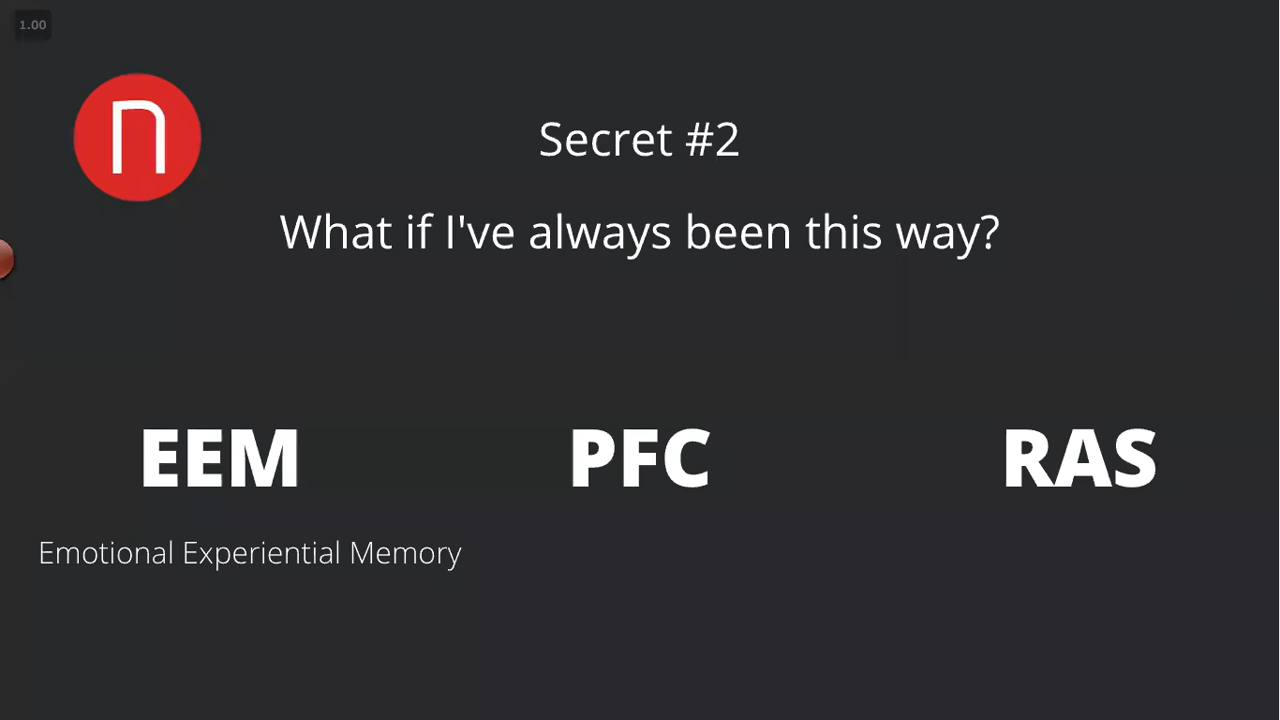 1.00
n
Secret #2
What if I've always been this way?
EEM PFC RAS
Emotional Experiential Memory